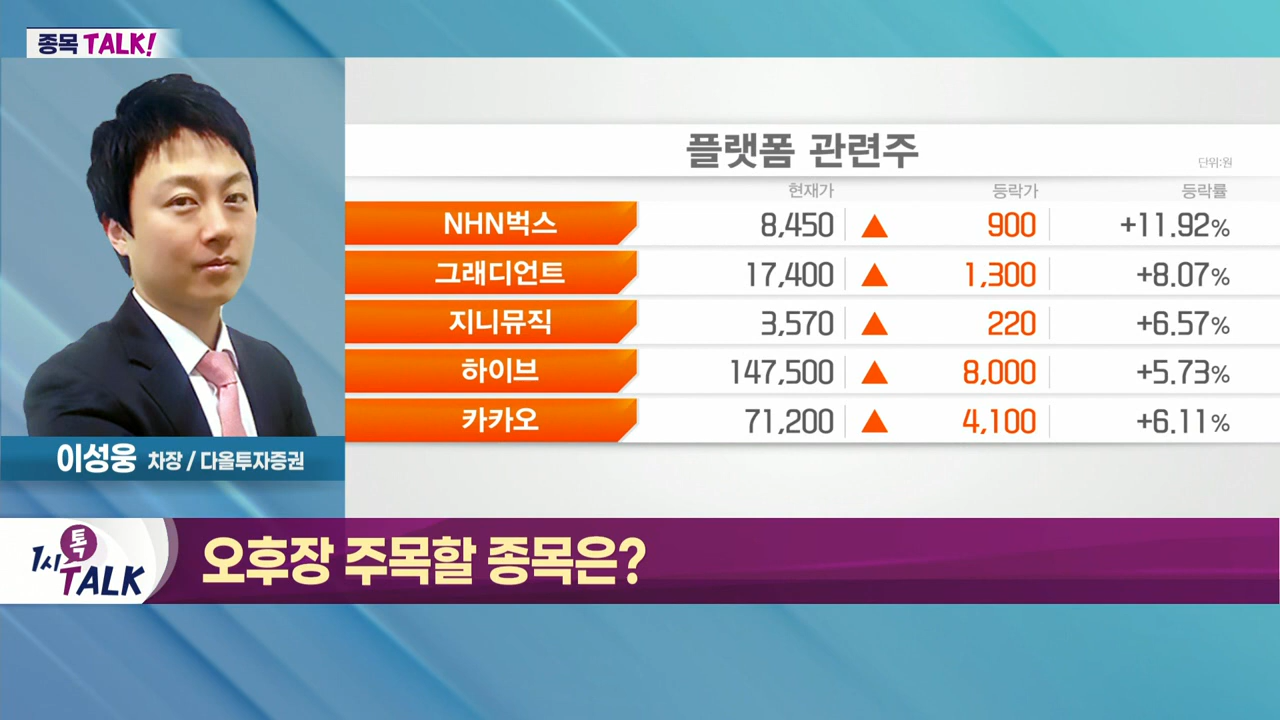 종목 TALK!
플랫폼 관련주
단위:원
현재가 등락가 등락률
NHN벅스 8,450 ▲ 900 +11.92%
그래디언트 17,400 ▲ 1,300 +8.07%
지니뮤직 3,570 ▲ 220 +6.57%
하이브 147,500 ▲ 8,000 +5.73%
카카오 71,200 ▲ 4,100 +6.11%
이성웅 차장 / 다올투자증권
1시 톡 TALK
오후장 주목할 종목은?